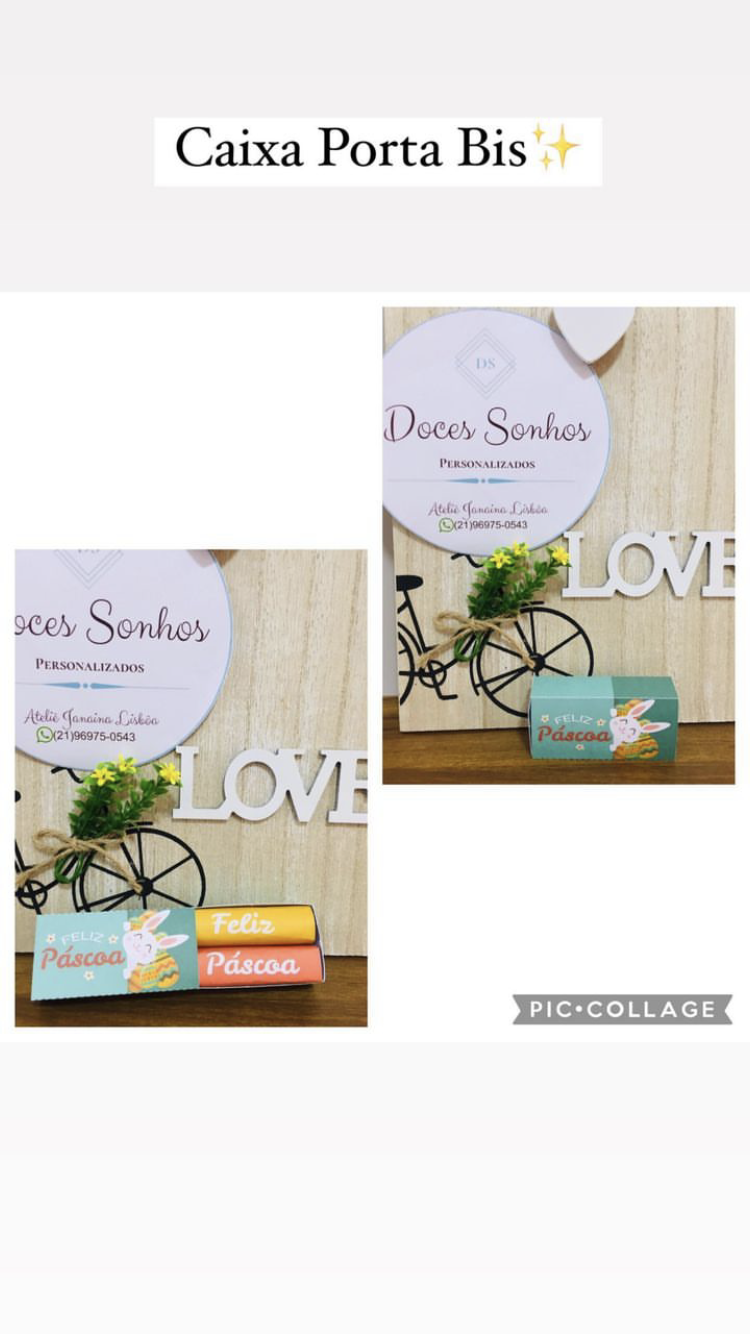 Caixa Porta Bis✨
DS
Doces Sonhos
PERSONALIZADOS
Ateliê Janaina Lisbôa
(21)96975-0543
LOVE
FELIZ
Páscoa
DS
oces Sonhos
PERSONALIZADOS
Ateliê Janaina Lisbôa
(21)96975-0543
LOVE
FELIZ
Páscoa
Feliz
Páscoa
PIC•COLLAGE